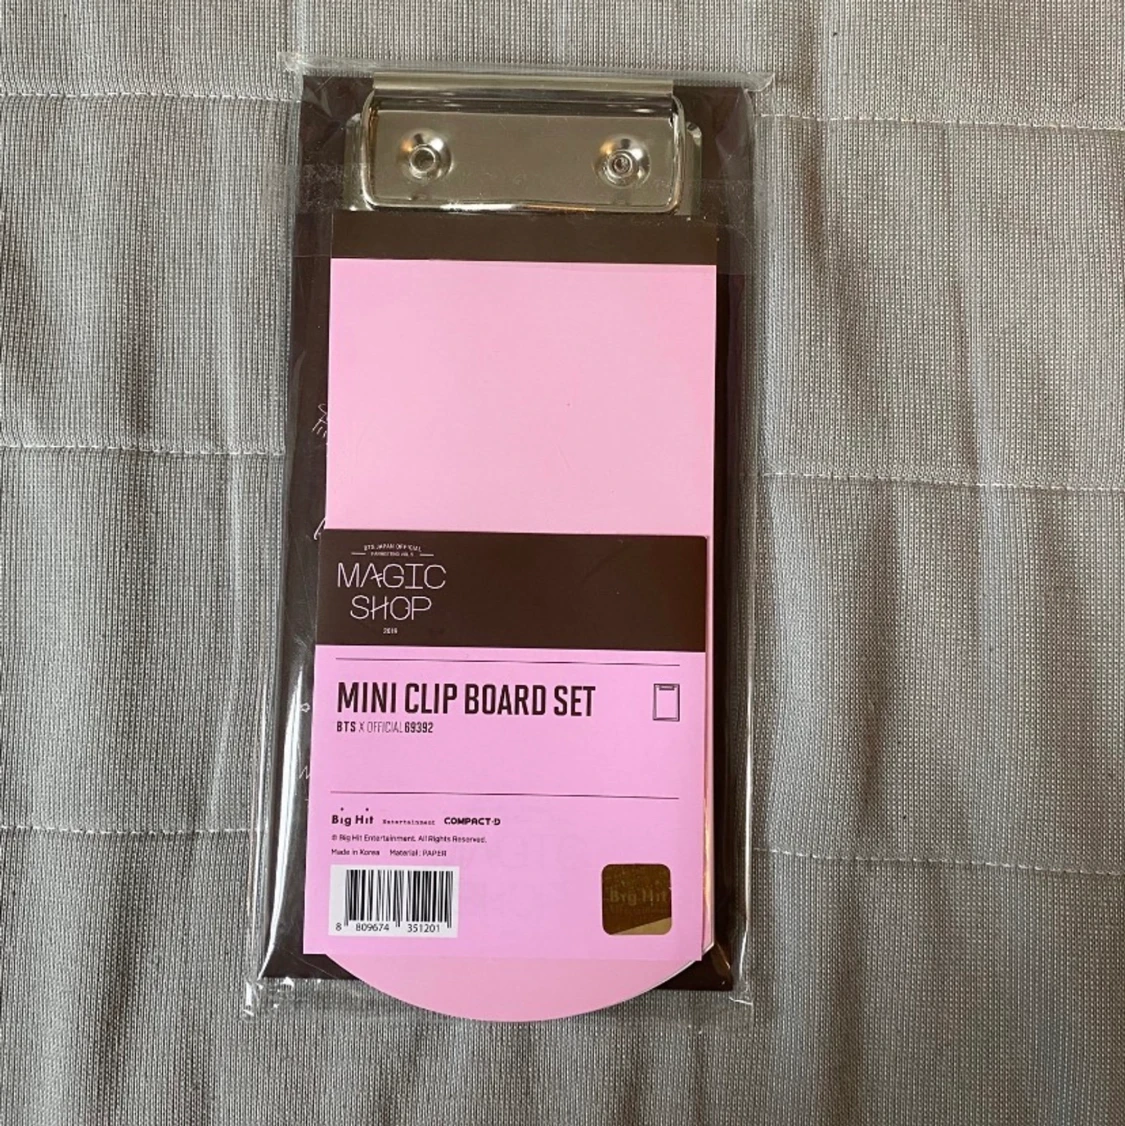 BTS JAPAN OFFICIAL
FANMEETING VOL 5
MAGIC
SHOP
2019
MINI CLIP BOARD SET
BTS X OFFICIAL 69392
Big Hit Entertainment COMPACT·D
© Big Hit Entertainment. All Rights Reserved.
Made in Korea Material : PAPER
Big Hit
8 809674 351201